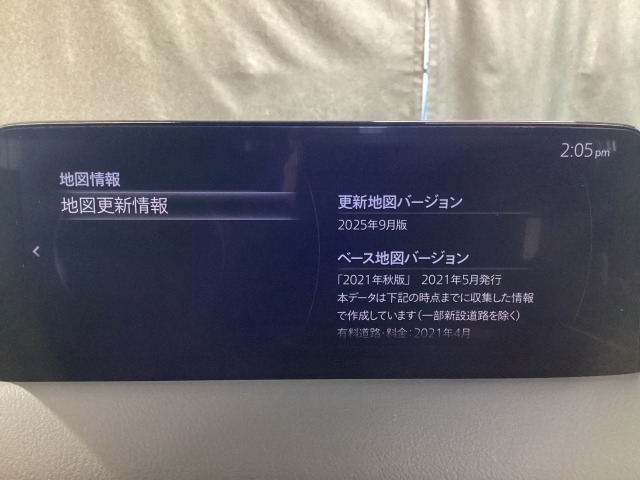 2:05pm
地図情報
地図更新情報
更新地図バージョン
2025年9月版
ベース地図バージョン
「2021年秋版」 2021年5月発行
本データは下記の時点までに収集した情報
で作成しています(一部新設道路を除く)
有料道路・料金:2021年4月